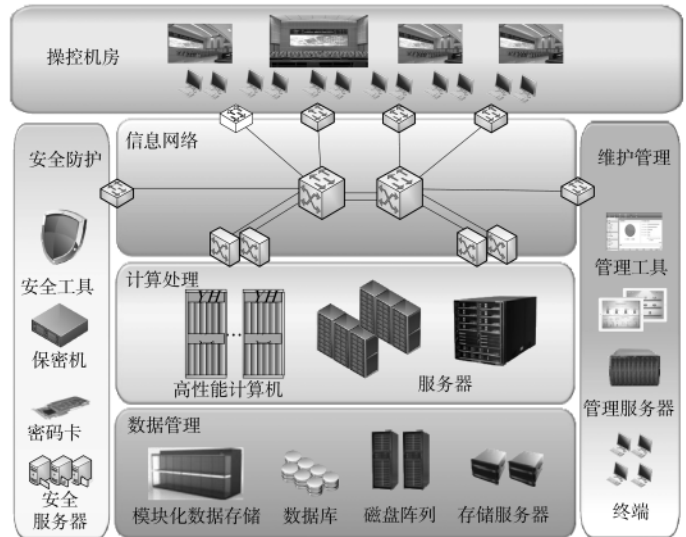 操控机房
信息网络
安全防护
安全工具
保密机
密码卡
安全
服务器
计算处理
YH
YH
...
高性能计算机
服务器
数据管理
模块化数据存储
数据库
磁盘阵列
存储服务器
维护管理
管理工具
管理服务器
终端